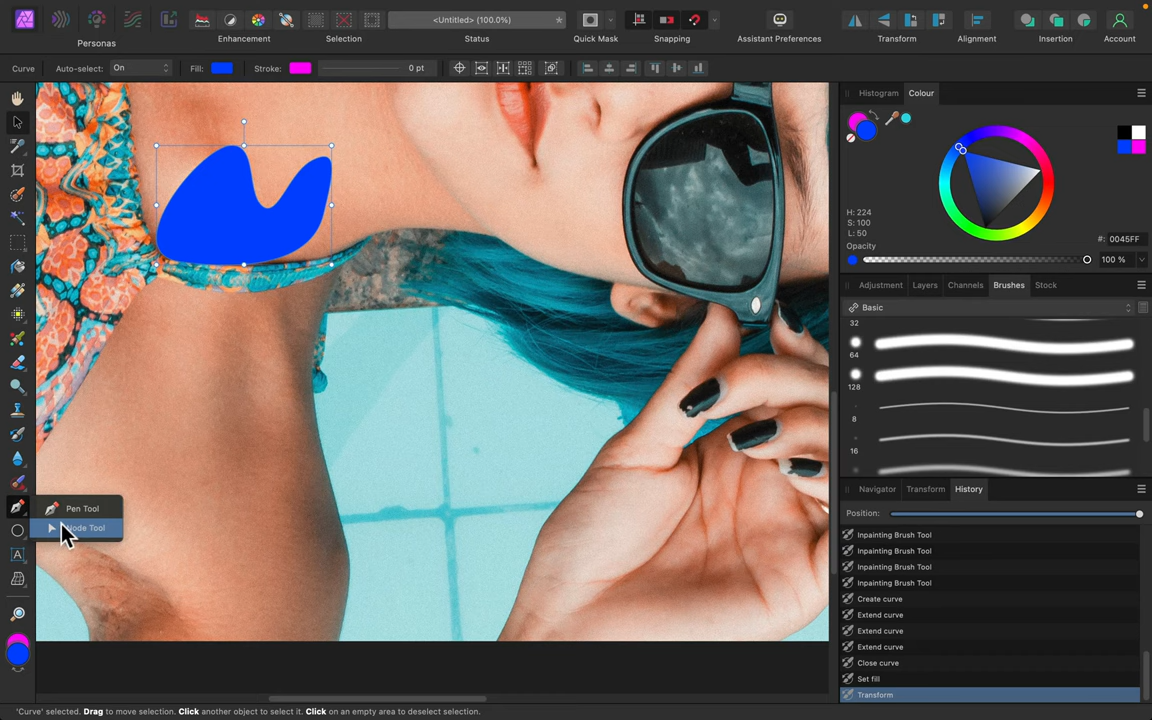 <Untitled> (100.0%)
Personas
Enhancement
Selection
Status
Quick Mask
Snapping
Assistant Preferences
Transform
Alignment
Insertion
Account
Curve
Auto-select:
On
Fill:
Stroke:
0 pt
Histogram
Colour
H: 224
S: 100
L: 50
#:
0045FF
Opacity
100 %
Adjustment
Layers
Channels
Brushes
Stock
Basic
32
64
128
8
16
Navigator
Transform
History
Position:
Inpainting Brush Tool
Inpainting Brush Tool
Inpainting Brush Tool
Inpainting Brush Tool
Create curve
Extend curve
Extend curve
Extend curve
Close curve
Set fill
Transform
Pen Tool
Node Tool
A
'Curve' selected. Drag to move selection. Click another object to select it. Click on an empty area to deselect selection.